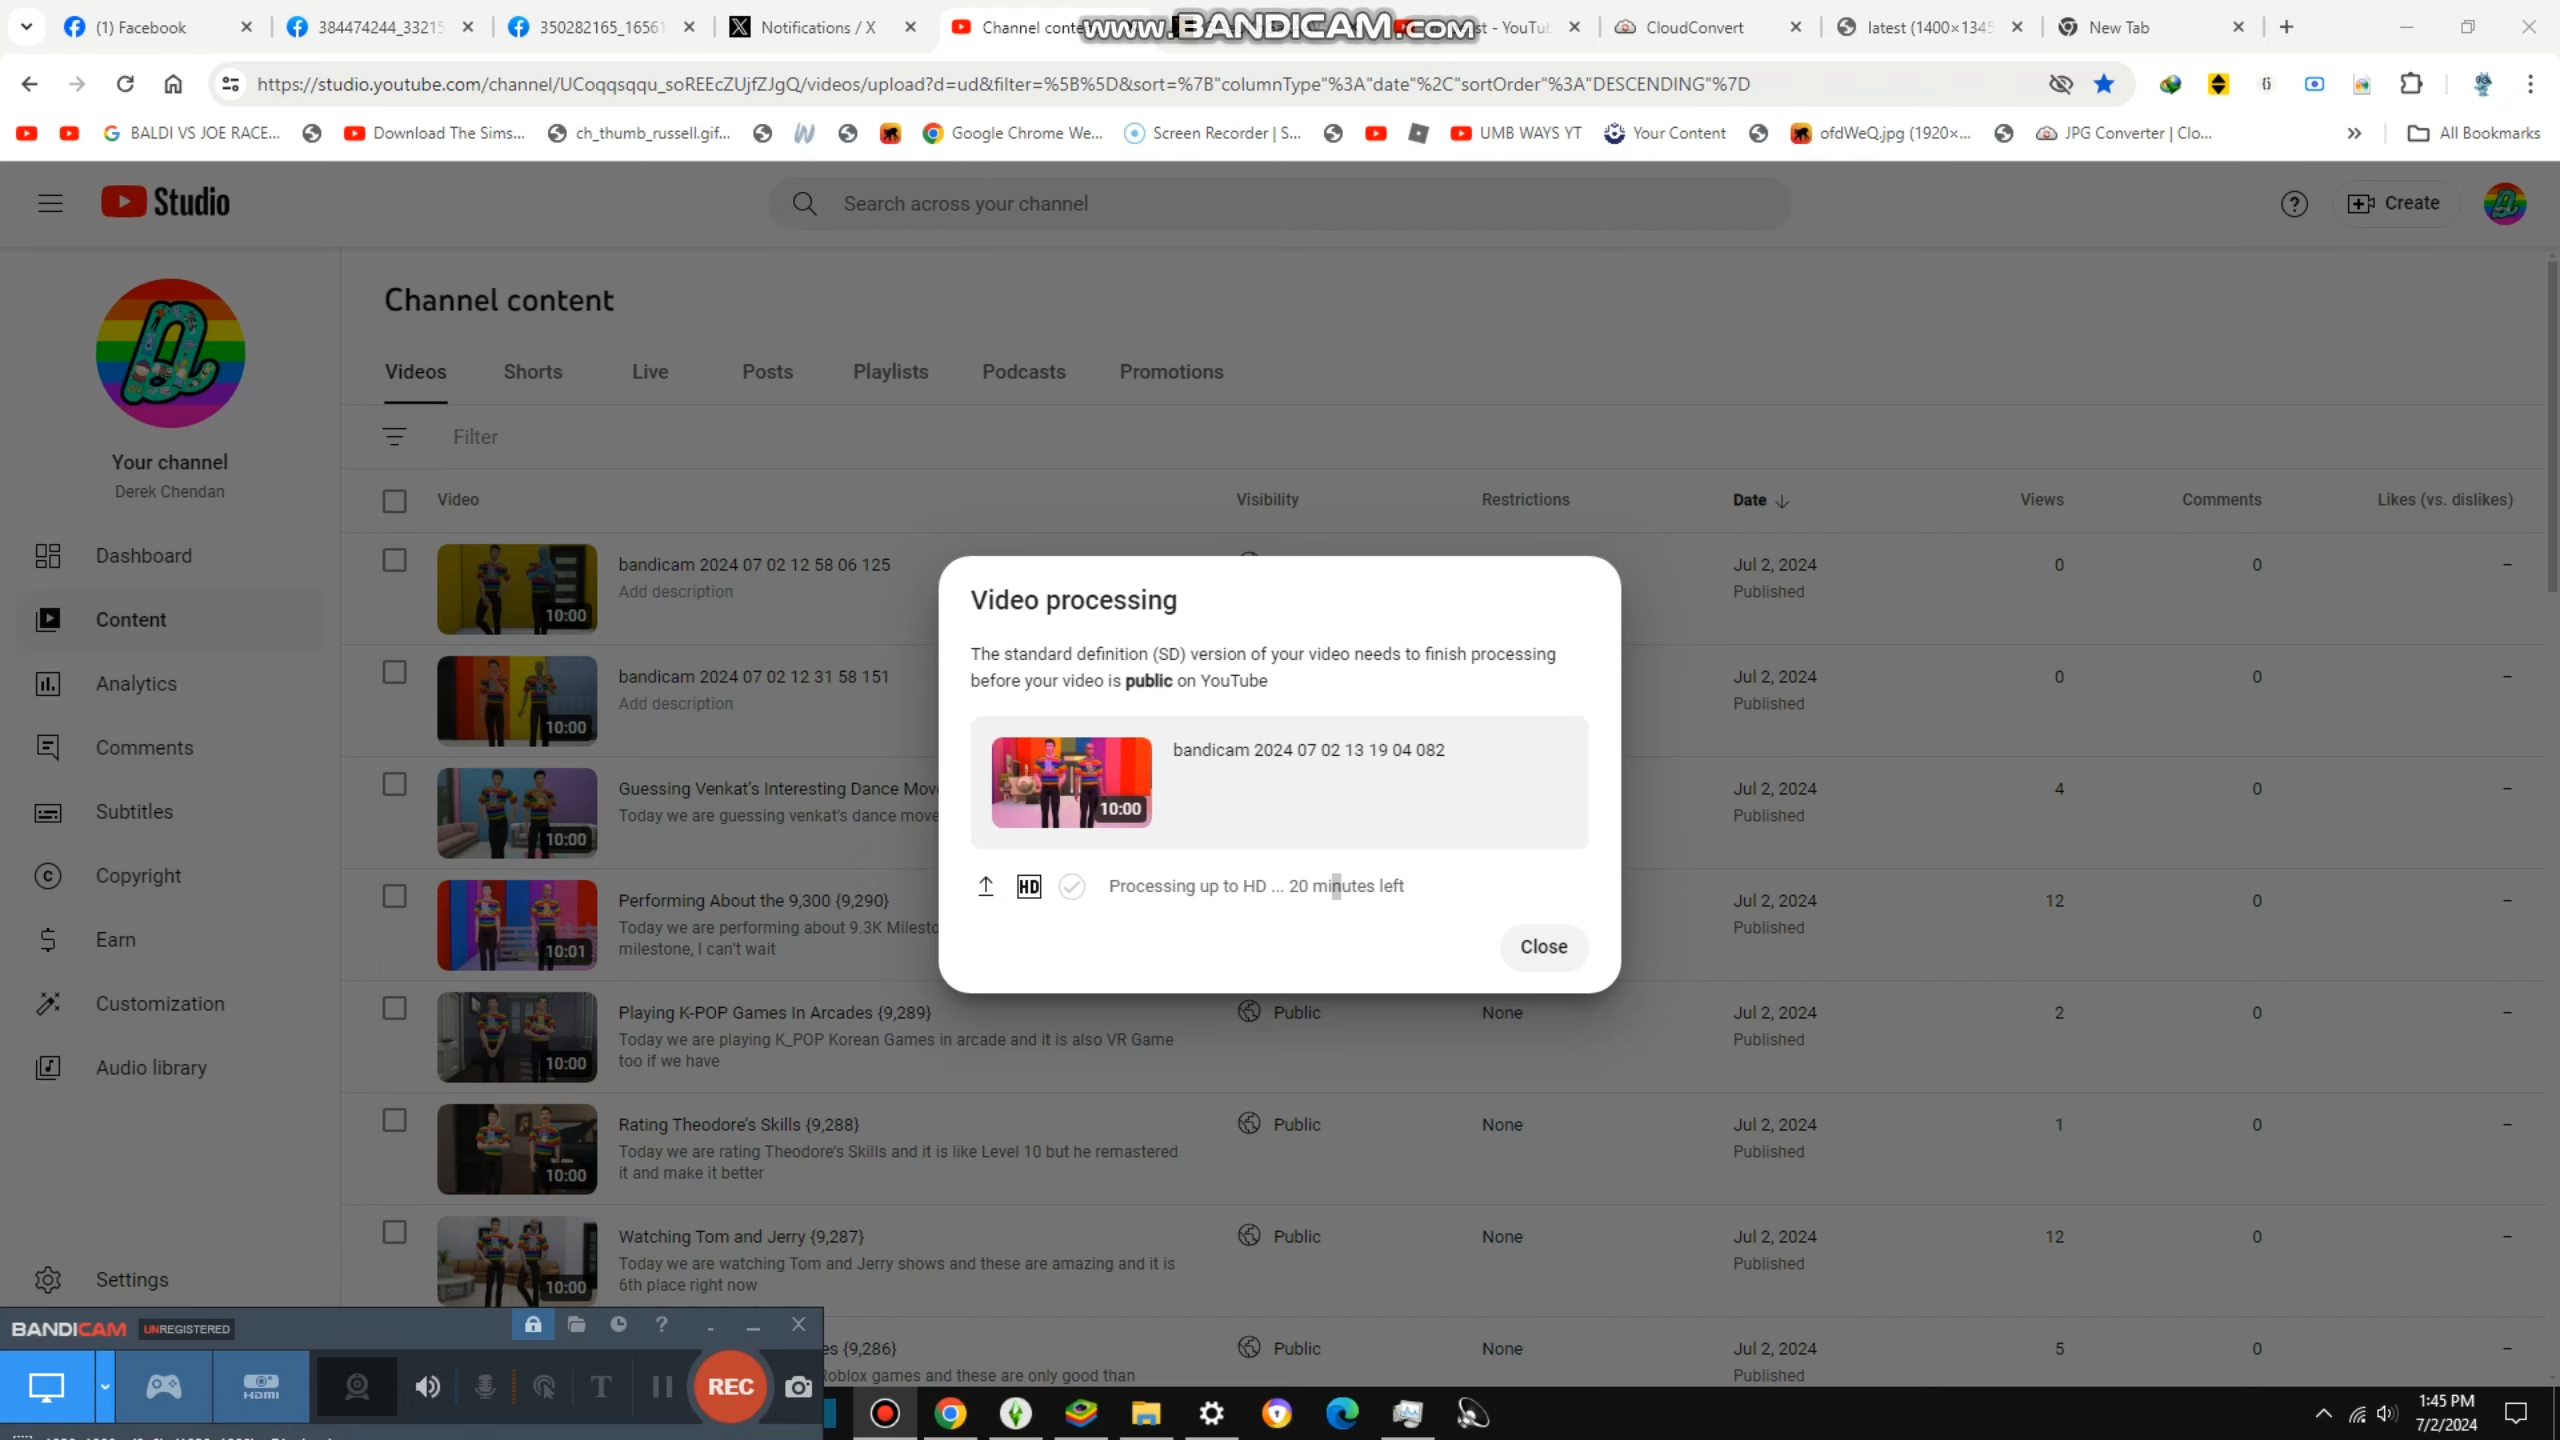 (1) Facebook
384474244_33215
350282165_16561
Notifications / X
Channel conte
www.BANDICAM.com
st - YouTu
CloudConvert
latest (1400×1345
New Tab
https://studio.youtube.com/channel/UCoqqsqqu_soREEcZUjfZJgQ/videos/upload?d=ud&filter=%5B%5D&sort=%7B"columnType"%3A"date"%2C"sortOrder"%3A"DESCENDING"%7D
BALDI VS JOE RACE...
Download The Sims...
ch_thumb_russell.gif...
Google Chrome We...
Screen Recorder | S...
UMB WAYS YT
Your Content
ofdWeQ.jpg (1920×...
JPG Converter | Clo...
All Bookmarks
Studio
Search across your channel
Create
Your channel
Derek Chendan
Dashboard
Content
Analytics
Comments
Subtitles
Copyright
Earn
Customization
Audio library
Settings
Channel content
Videos
Shorts
Live
Posts
Playlists
Podcasts
Promotions
Filter
Video
Visibility
Restrictions
Date
Views
Comments
Likes (vs. dislikes)
10:00
bandicam 2024 07 02 12 58 06 125
Add description
Jul 2, 2024
Published
0
0
–
10:00
bandicam 2024 07 02 12 31 58 151
Add description
Jul 2, 2024
Published
0
0
–
10:00
Guessing Venkat's Interesting Dance Mov
Today we are guessing venkat's dance move
Jul 2, 2024
Published
4
0
–
10:01
Performing About the 9,300 {9,290}
Today we are performing about 9.3K Milesto
milestone, I can't wait
Jul 2, 2024
Published
12
0
–
10:00
Playing K-POP Games In Arcades {9,289}
Today we are playing K_POP Korean Games in arcade and it is also VR Game
too if we have
Public
None
Jul 2, 2024
Published
2
0
–
10:00
Rating Theodore's Skills {9,288}
Today we are rating Theodore's Skills and it is like Level 10 but he remastered
it and make it better
Public
None
Jul 2, 2024
Published
1
0
–
10:00
Watching Tom and Jerry {9,287}
Today we are watching Tom and Jerry shows and these are amazing and it is
6th place right now
Public
None
Jul 2, 2024
Published
12
0
–
es {9,286}
Roblox games and these are only good than
Public
None
Jul 2, 2024
Published
5
0
–
Video processing
The standard definition (SD) version of your video needs to finish processing
before your video is public on YouTube
10:00
bandicam 2024 07 02 13 19 04 082
HD
Processing up to HD ... 20 minutes left
Close
BANDICAM
UNREGISTERED
HDMI
REC
1:45 PM
7/2/2024